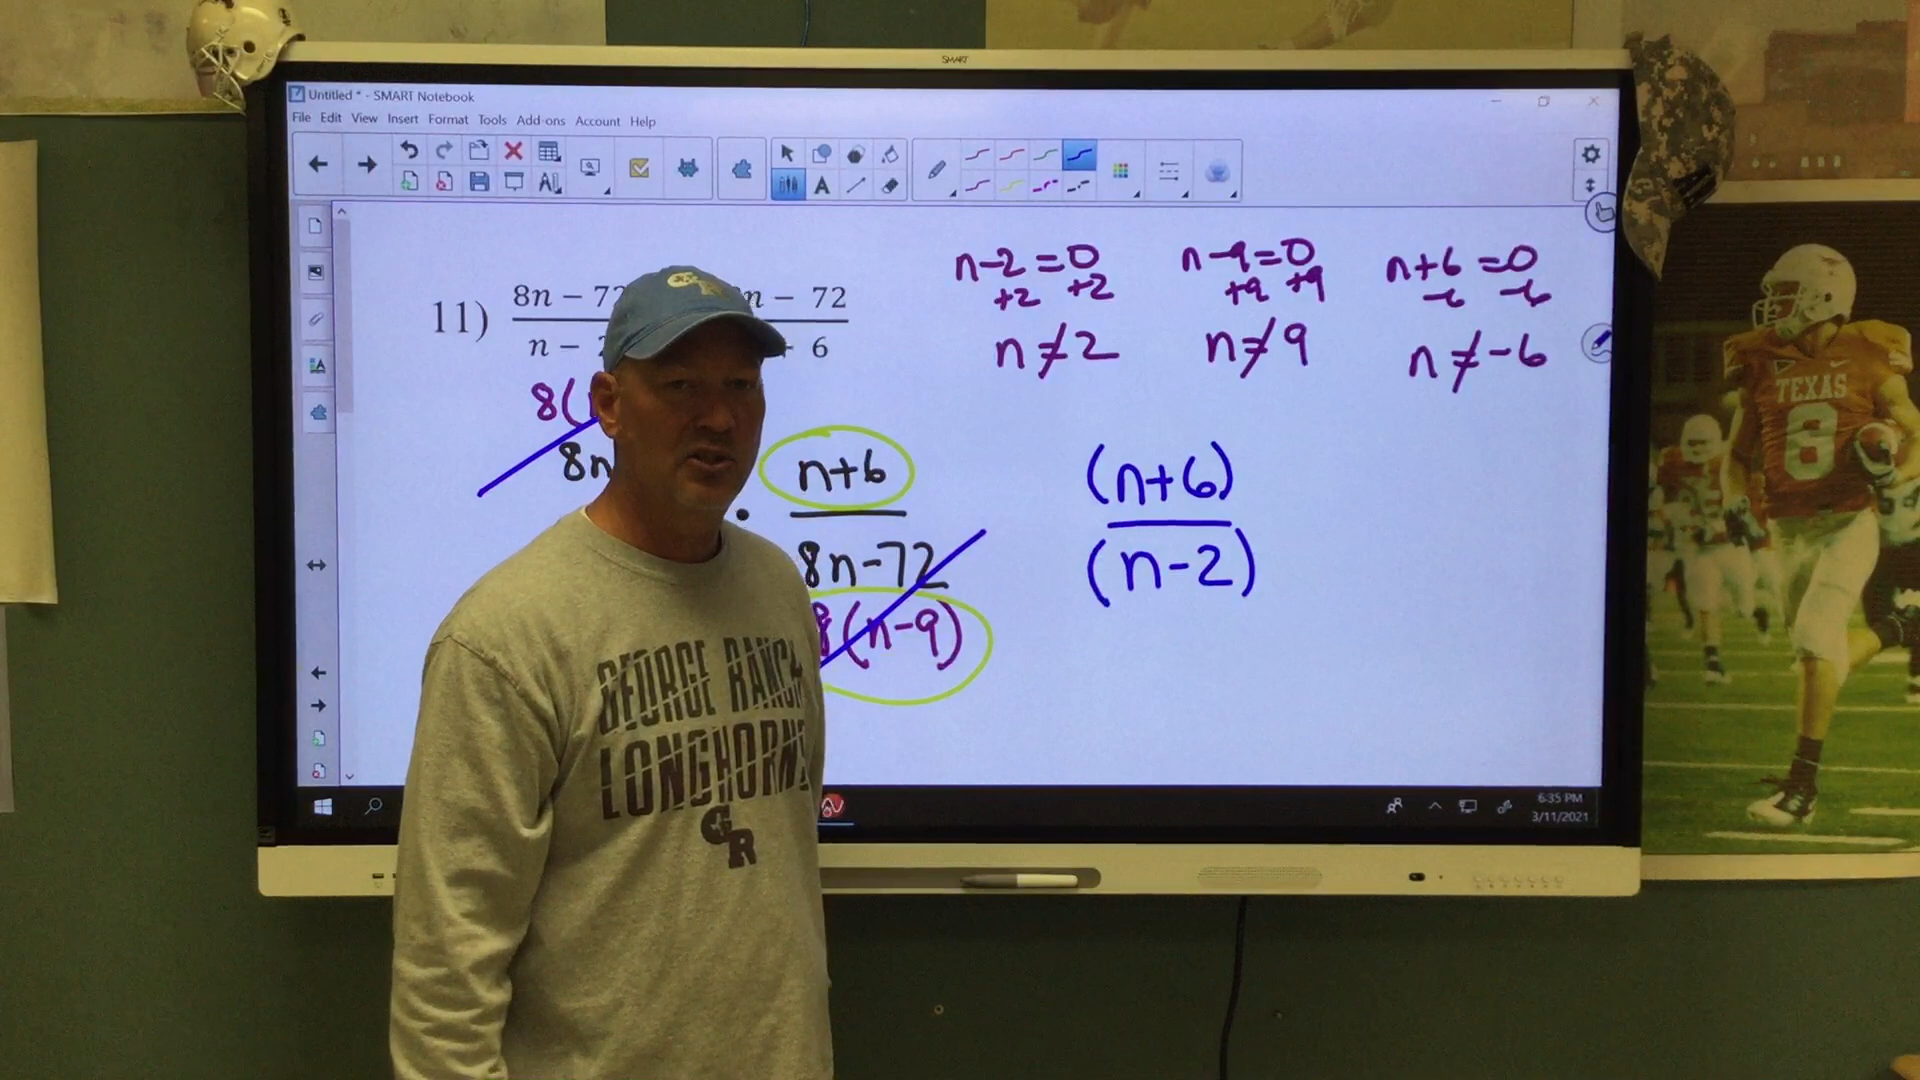 SMART
Untitled * - SMART Notebook
File Edit View Insert Format Tools Add-ons Account Help
n-2=0 n-9=0 n+6=0
+2 +2 +9 +9 -6 -6
n≠2 n≠9 n≠-6
11) 8n – 72 n – 72
n – 6
8(
8n
n+6
8n-72
8(n-9)
(n+6)
(n-2)
TEXAS
8
GEORGE RANCH
LONGHORNS
GR
6:35 PM
3/11/2021